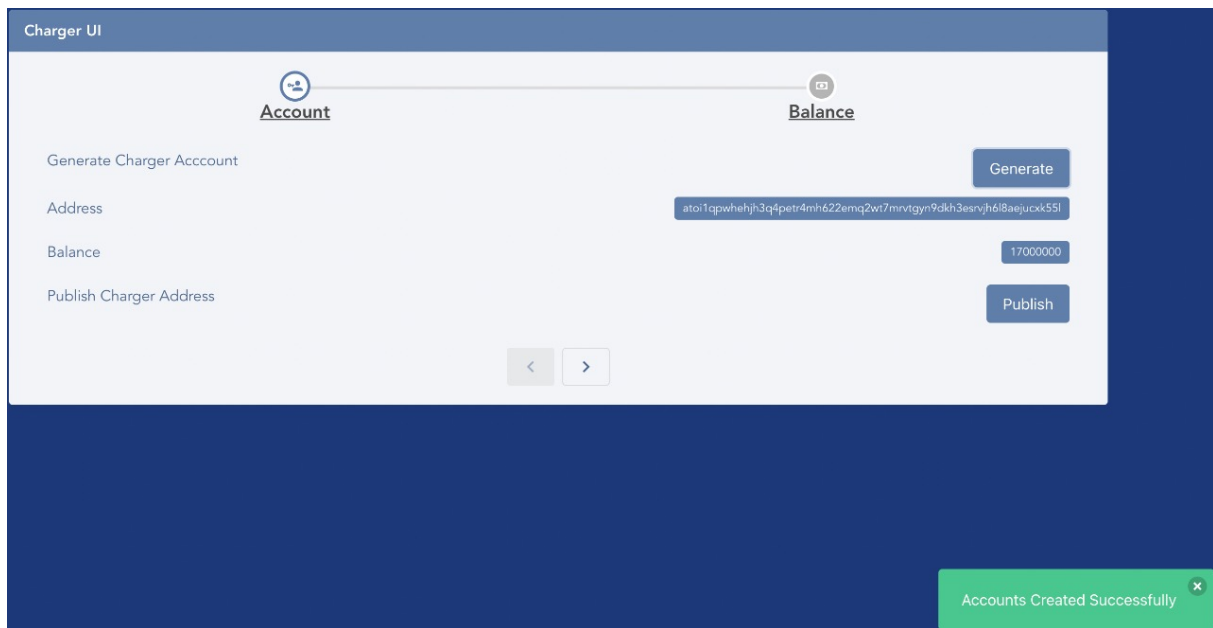 Charger UI
Account
Balance
Generate Charger Acccount
Generate
Address
atoi1qpwhehjh3q4petr4mh622emq2wt7mrvtgyn9dkh3esrvjh6l8aejucxk55l
Balance
17000000
Publish Charger Address
Publish
Accounts Created Successfully